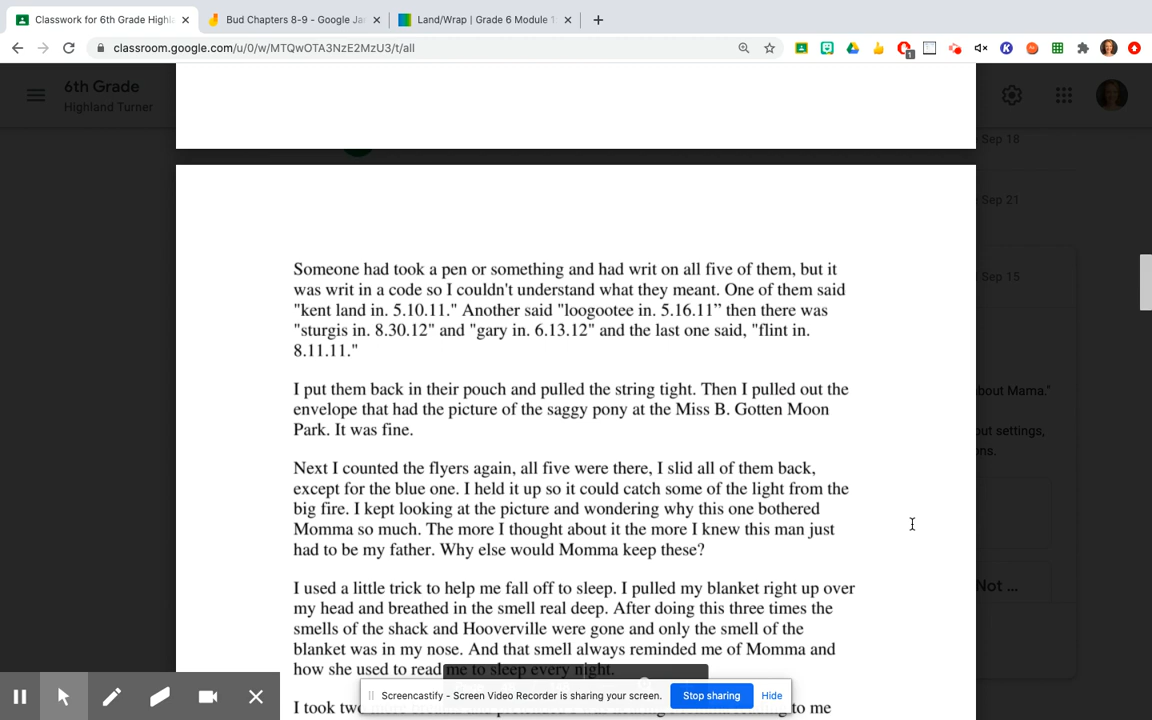 Classwork for 6th Grade Highla
Bud Chapters 8-9 - Google Ja
Land/Wrap | Grade 6 Module 1
classroom.google.com/u/0/w/MTQwOTA3NzE2MzU3/t/all
1
6th Grade
Highland Turner
Sep 18
Sep 21
Sep 15
bout Mama."
out settings,
ns.
Not ...
Someone had took a pen or something and had writ on all five of them, but it
was writ in a code so I couldn't understand what they meant. One of them said
"kent land in. 5.10.11." Another said "loogootee in. 5.16.11” then there was
"sturgis in. 8.30.12" and "gary in. 6.13.12" and the last one said, "flint in.
8.11.11."
I put them back in their pouch and pulled the string tight. Then I pulled out the
envelope that had the picture of the saggy pony at the Miss B. Gotten Moon
Park. It was fine.
Next I counted the flyers again, all five were there, I slid all of them back,
except for the blue one. I held it up so it could catch some of the light from the
big fire. I kept looking at the picture and wondering why this one bothered
Momma so much. The more I thought about it the more I knew this man just
had to be my father. Why else would Momma keep these?
I used a little trick to help me fall off to sleep. I pulled my blanket right up over
my head and breathed in the smell real deep. After doing this three times the
smells of the shack and Hooverville were gone and only the smell of the
blanket was in my nose. And that smell always reminded me of Momma and
how she used to read me to sleep every night.
Screencastify - Screen Video Recorder is sharing your screen.
Stop sharing
Hide
I took two to me